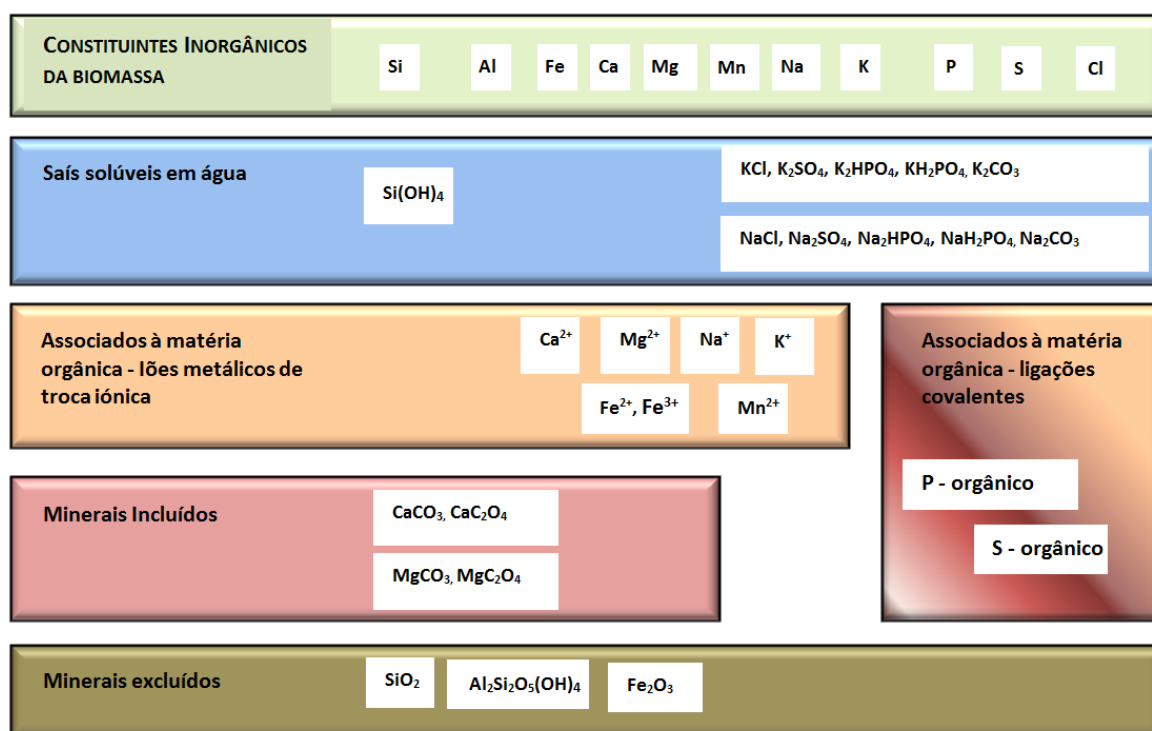 CONSTITUINTES INORGÂNICOS
DA BIOMASSA
Si Al Fe Ca Mg Mn Na K P S Cl
Saís solúveis em água
Si(OH)₄
KCl, K₂SO₄, K₂HPO₄, KH₂PO₄, K₂CO₃
NaCl, Na₂SO₄, Na₂HPO₄, NaH₂PO₄, Na₂CO₃
Associados à matéria
orgânica - Iões metálicos de
troca iónica
Ca²⁺ Mg²⁺ Na⁺ K⁺
Fe²⁺, Fe³⁺ Mn²⁺
Associados à matéria
orgânica - ligações
covalentes
P - orgânico
S - orgânico
Minerais Incluídos
CaCO₃, CaC₂O₄
MgCO₃, MgC₂O₄
Minerais excluídos
SiO₂ Al₂Si₂O₅(OH)₄ Fe₂O₃